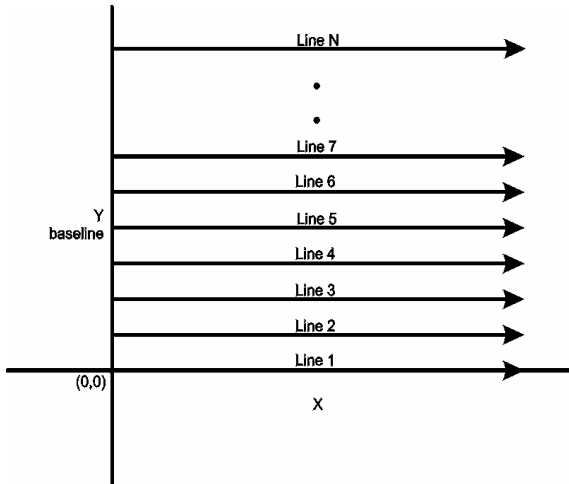 Line N
Line 7
Line 6
Y
baseline
Line 5
Line 4
Line 3
Line 2
Line 1
(0,0)
X